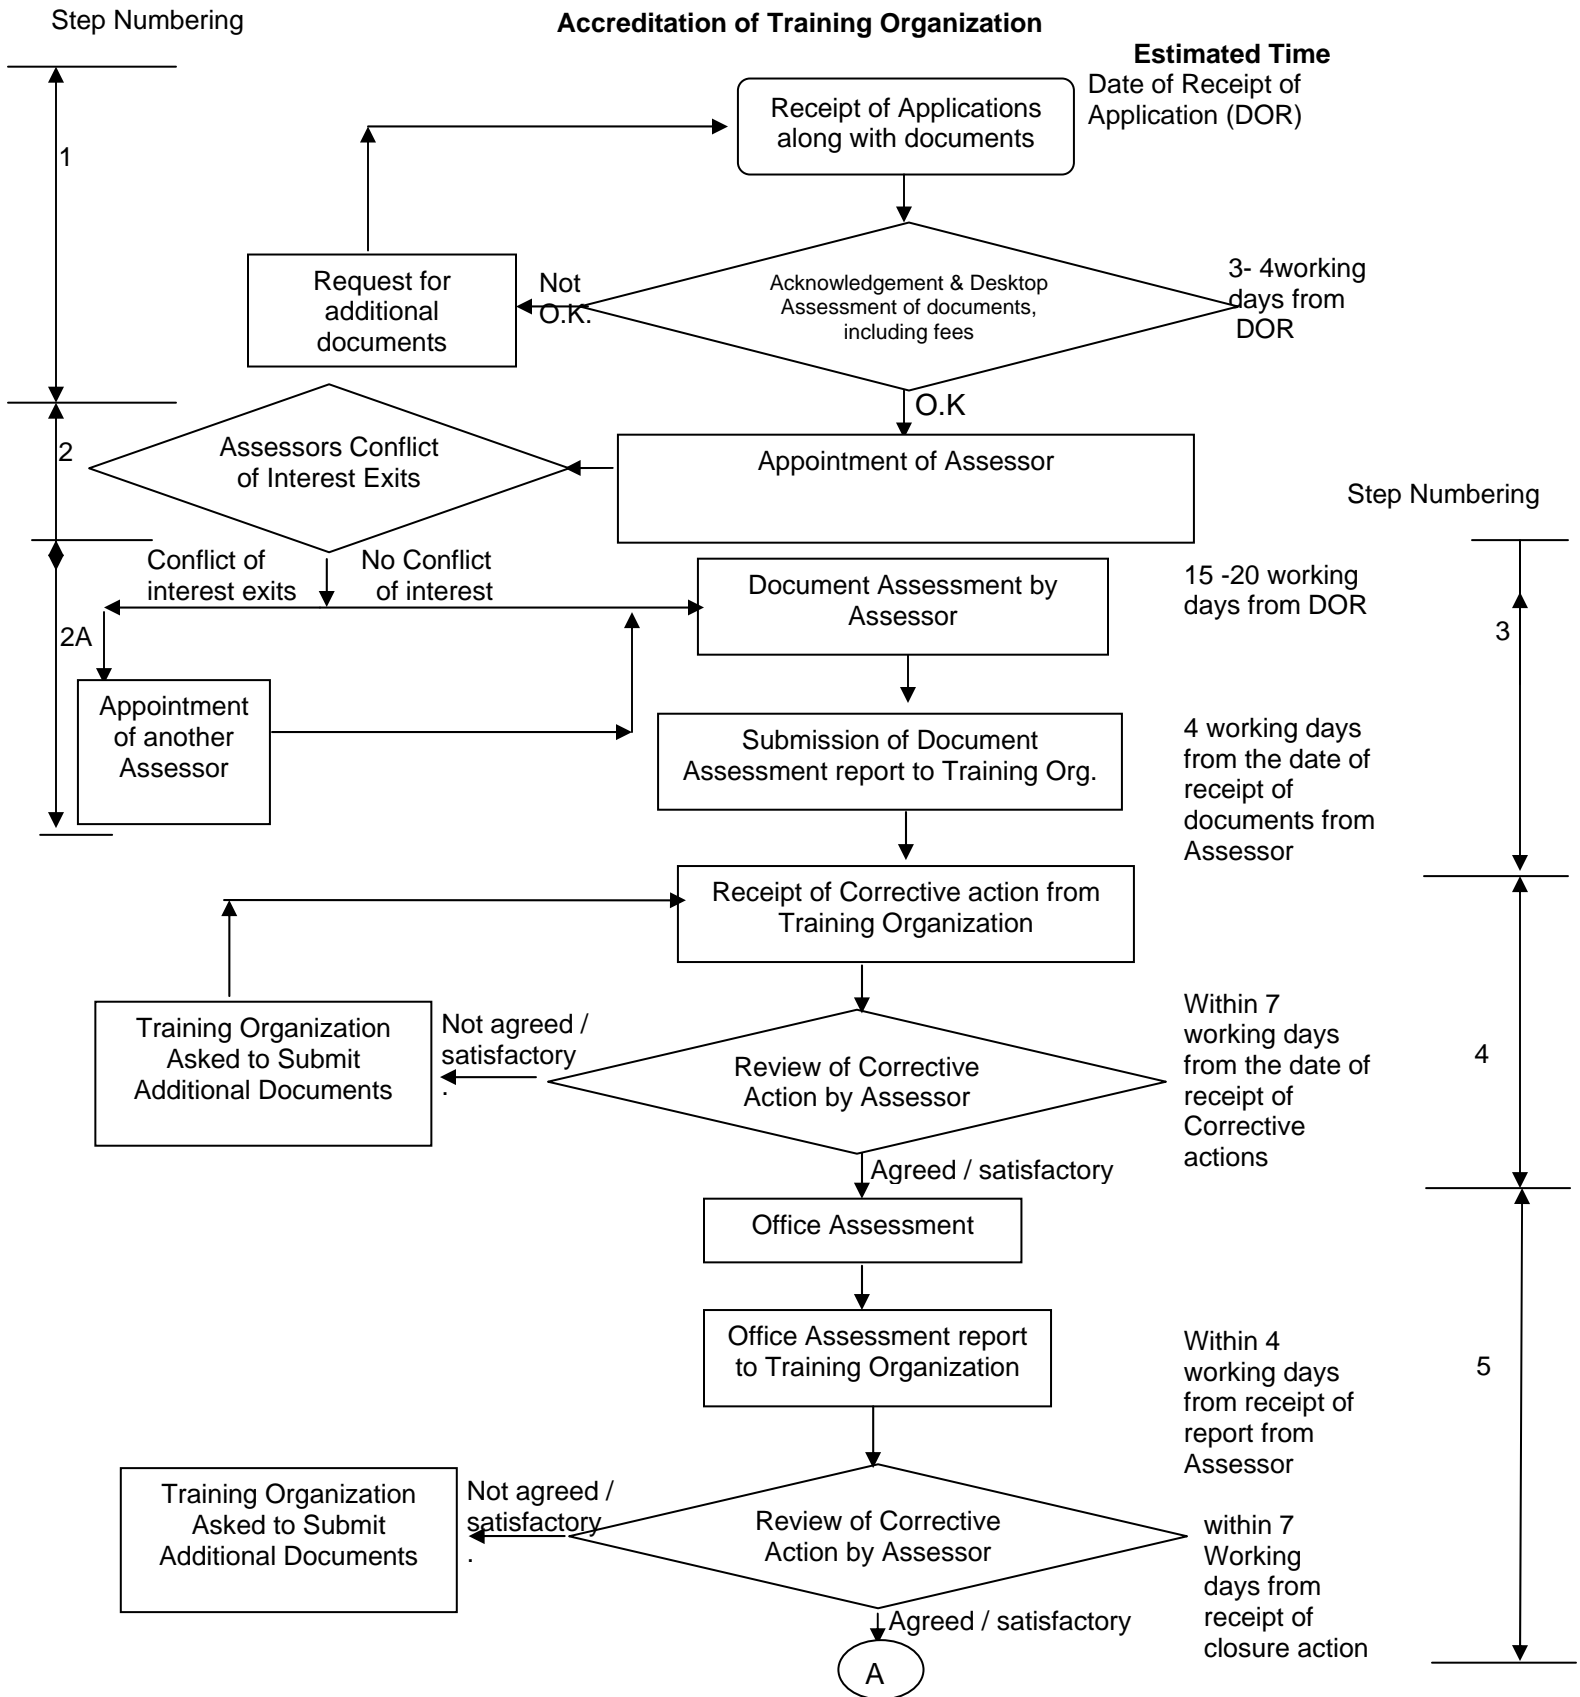 Step Numbering
Accreditation of Training Organization
Estimated Time
Date of Receipt of
Application (DOR)
Receipt of Applications
along with documents
1
Request for
additional
documents
Not
O.K.
Acknowledgement & Desktop
Assessment of documents,
including fees
3- 4working
days from
DOR
O.K
2
Assessors Conflict
of Interest Exits
Appointment of Assessor
Step Numbering
Conflict of
interest exits
No Conflict
of interest
Document Assessment by
Assessor
15 -20 working
days from DOR
3
2A
Appointment
of another
Assessor
Submission of Document
Assessment report to Training Org.
4 working days
from the date of
receipt of
documents from
Assessor
Receipt of Corrective action from
Training Organization
Training Organization
Asked to Submit
Additional Documents
Not agreed /
satisfactory
.
Review of Corrective
Action by Assessor
Within 7
working days
from the date of
receipt of
Corrective
actions
4
Agreed / satisfactory
Office Assessment
Office Assessment report
to Training Organization
Within 4
working days
from receipt of
report from
Assessor
5
Training Organization
Asked to Submit
Additional Documents
Not agreed /
satisfactory
.
Review of Corrective
Action by Assessor
within 7
Working
days from
receipt of
closure action
Agreed / satisfactory
A